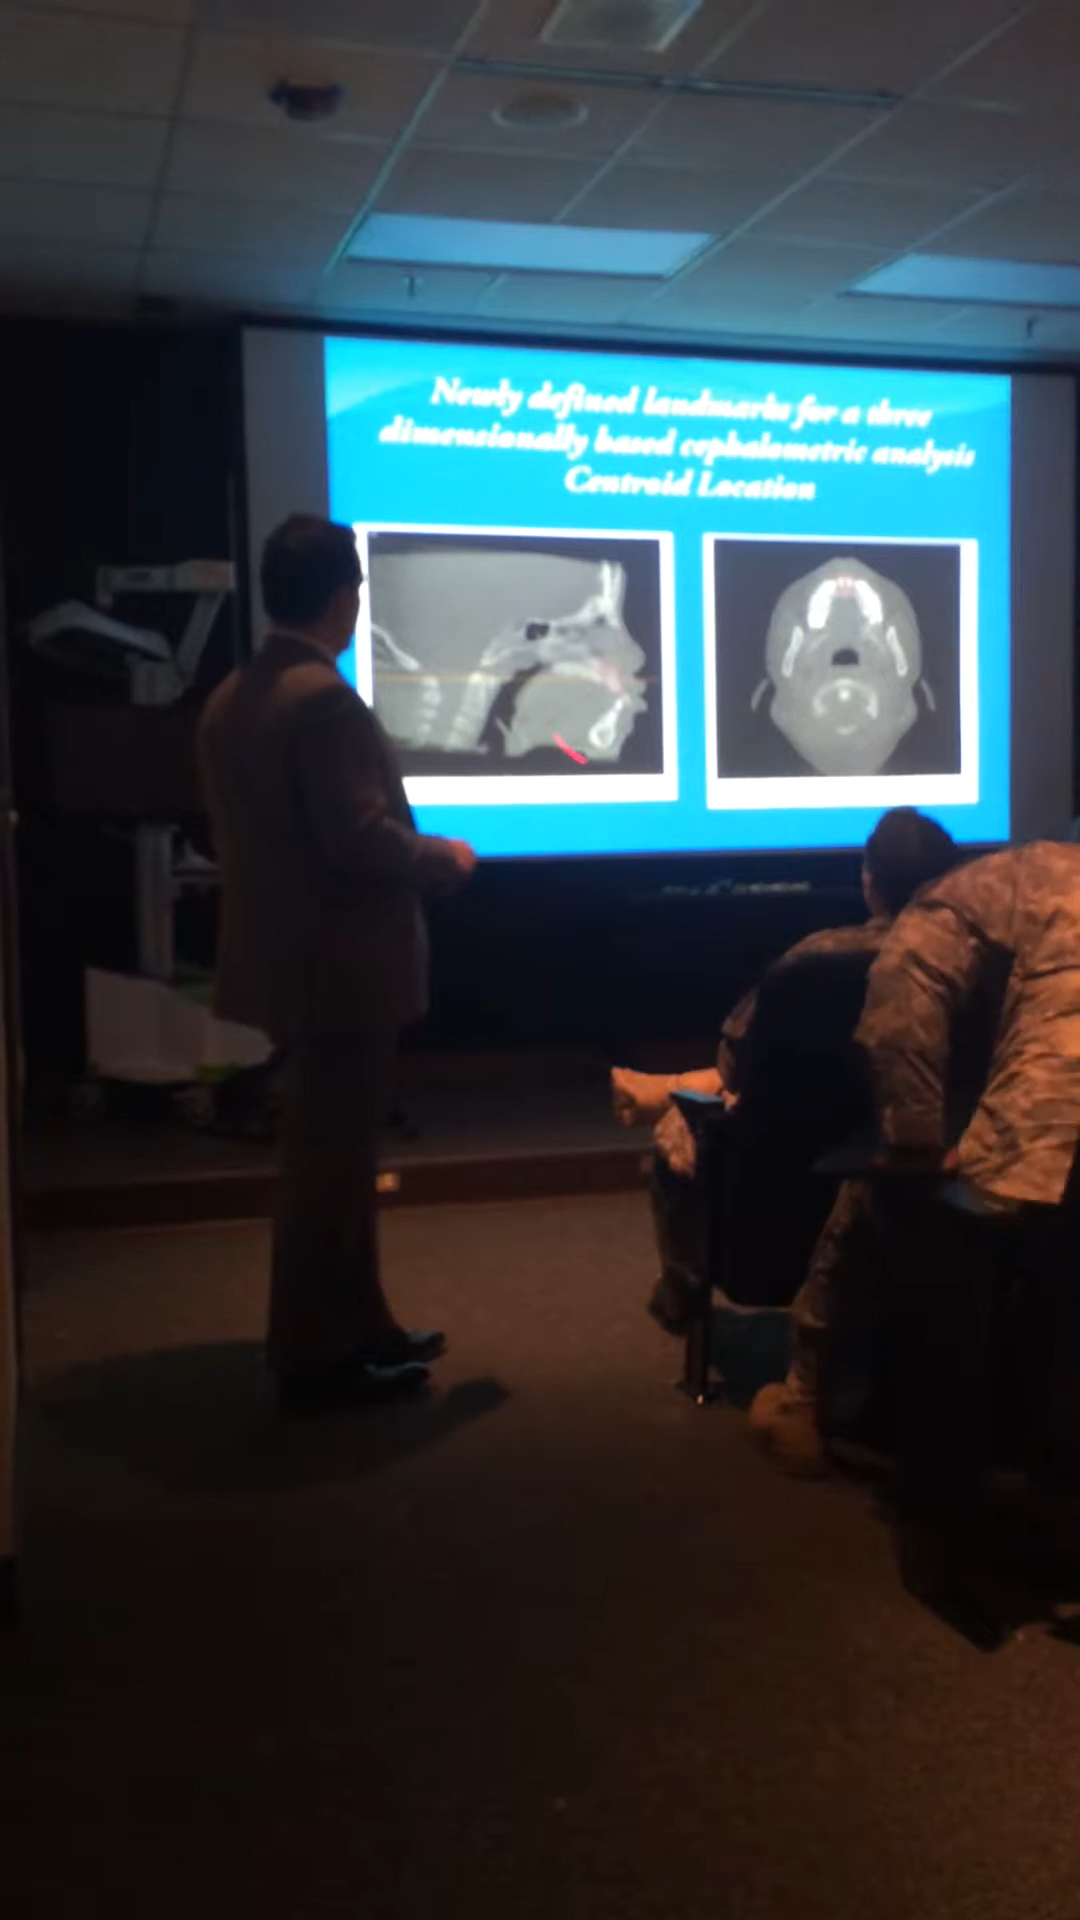 Newly defined landmarks for a three
dimensionally based cephalometric analysis
Centroid Location